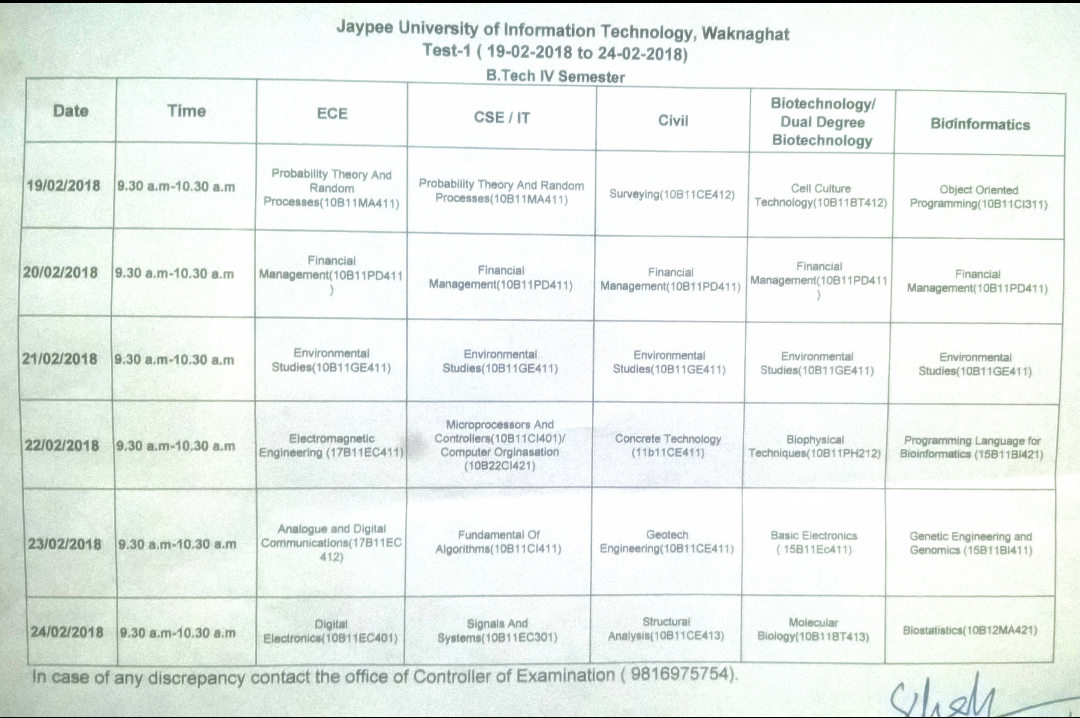 Jaypee University of Information Technology, Waknaghat
Test-1 ( 19-02-2018 to 24-02-2018)
B.Tech IV Semester
Date Time ECE CSE / IT Civil Biotechnology/ Dual Degree Biotechnology Bioinformatics
19/02/2018 9.30 a.m-10.30 a.m Probability Theory And Random Processes(10B11MA411) Probability Theory And Random Processes(10B11MA411) Surveying(10B11CE412) Cell Culture Technology(10B11BT412) Object Oriented Programming(10B11CI311)
20/02/2018 9.30 a.m-10.30 a.m Financial Management(10B11PD411) Financial Management(10B11PD411) Financial Management(10B11PD411) Financial Management(10B11PD411) Financial Management(10B11PD411)
21/02/2018 9.30 a.m-10.30 a.m Environmental Studies(10B11GE411) Environmental Studies(10B11GE411) Environmental Studies(10B11GE411) Environmental Studies(10B11GE411) Environmental Studies(10B11GE411)
22/02/2018 9.30 a.m-10.30 a.m Electromagnetic Engineering (17B11EC411) Microprocessors And Controllers(10B11CI401)/ Computer Orginasation (10B22CI421) Concrete Technology (11b11CE411) Biophysical Techniques(10B11PH212) Programming Language for Bioinformatics (15B11BI421)
23/02/2018 9.30 a.m-10.30 a.m Analogue and Digital Communications(17B11EC412) Fundamental Of Algorithms(10B11CI411) Geotech Engineering(10B11CE411) Basic Electronics ( 15B11Ec411) Genetic Engineering and Genomics (15B11BI411)
24/02/2018 9.30 a.m-10.30 a.m Digital Electronics(10B11EC401) Signals And Systems(10B11EC301) Structural Analysis(10B11CE413) Molecular Biology(10B11BT413) Biostatistics(10B12MA421)
In case of any discrepancy contact the office of Controller of Examination ( 9816975754).